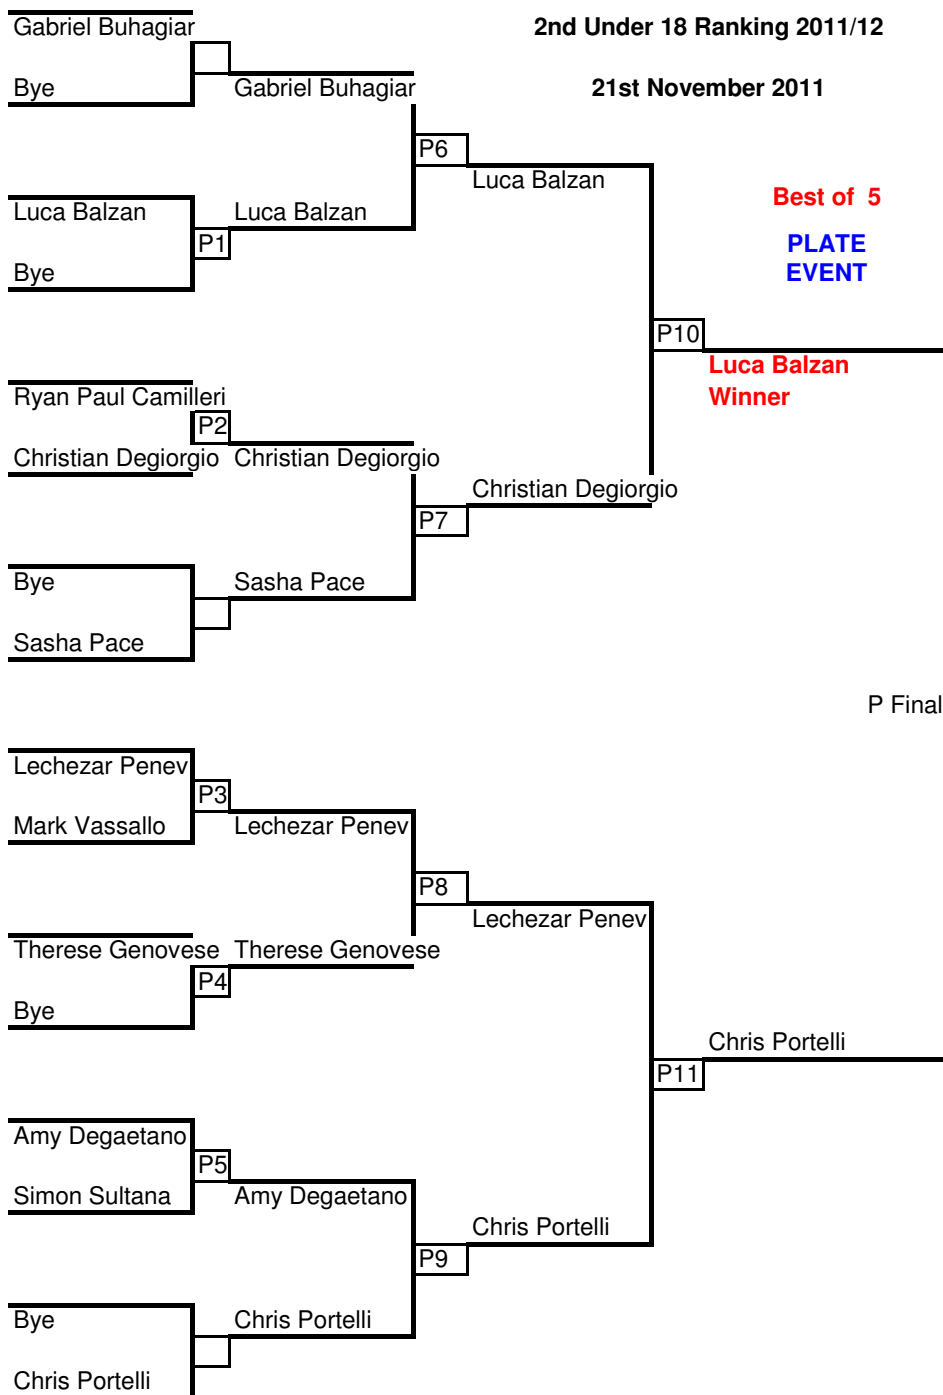 Gabriel Buhagiar
2nd Under 18 Ranking 2011/12
Bye
Gabriel Buhagiar
21st November 2011
P6
Luca Balzan
Best of 5
Luca Balzan
Luca Balzan
P1
PLATE
EVENT
Bye
P10
Luca Balzan
Winner
Ryan Paul Camilleri
P2
Christian Degiorgio
Christian Degiorgio
Christian Degiorgio
P7
Bye
Sasha Pace
Sasha Pace
P Final
Lechezar Penev
P3
Mark Vassallo
Lechezar Penev
P8
Lechezar Penev
Therese Genovese
Therese Genovese
P4
Bye
Chris Portelli
P11
Amy Degaetano
P5
Simon Sultana
Amy Degaetano
Chris Portelli
P9
Bye
Chris Portelli
Chris Portelli